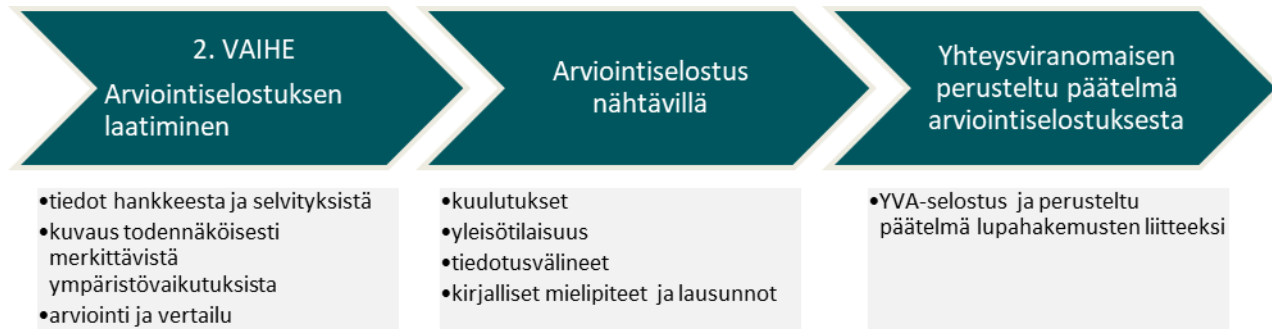 2. VAIHE
Arviointiselostuksen
laatiminen
•tiedot hankkeesta ja selvityksistä
•kuvaus todennäköisesti
merkittävistä
ympäristövaikutuksista
•arviointi ja vertailu
Arviointiselostus
nähtävillä
•kuulutukset
•yleisötilaisuus
•tiedotusvälineet
•kirjalliset mielipiteet ja lausunnot
Yhteysviranomaisen
perusteltu päätelmä
arviointiselostuksesta
•YVA-selostus ja perusteltu
päätelmä lupahakemusten liitteeksi